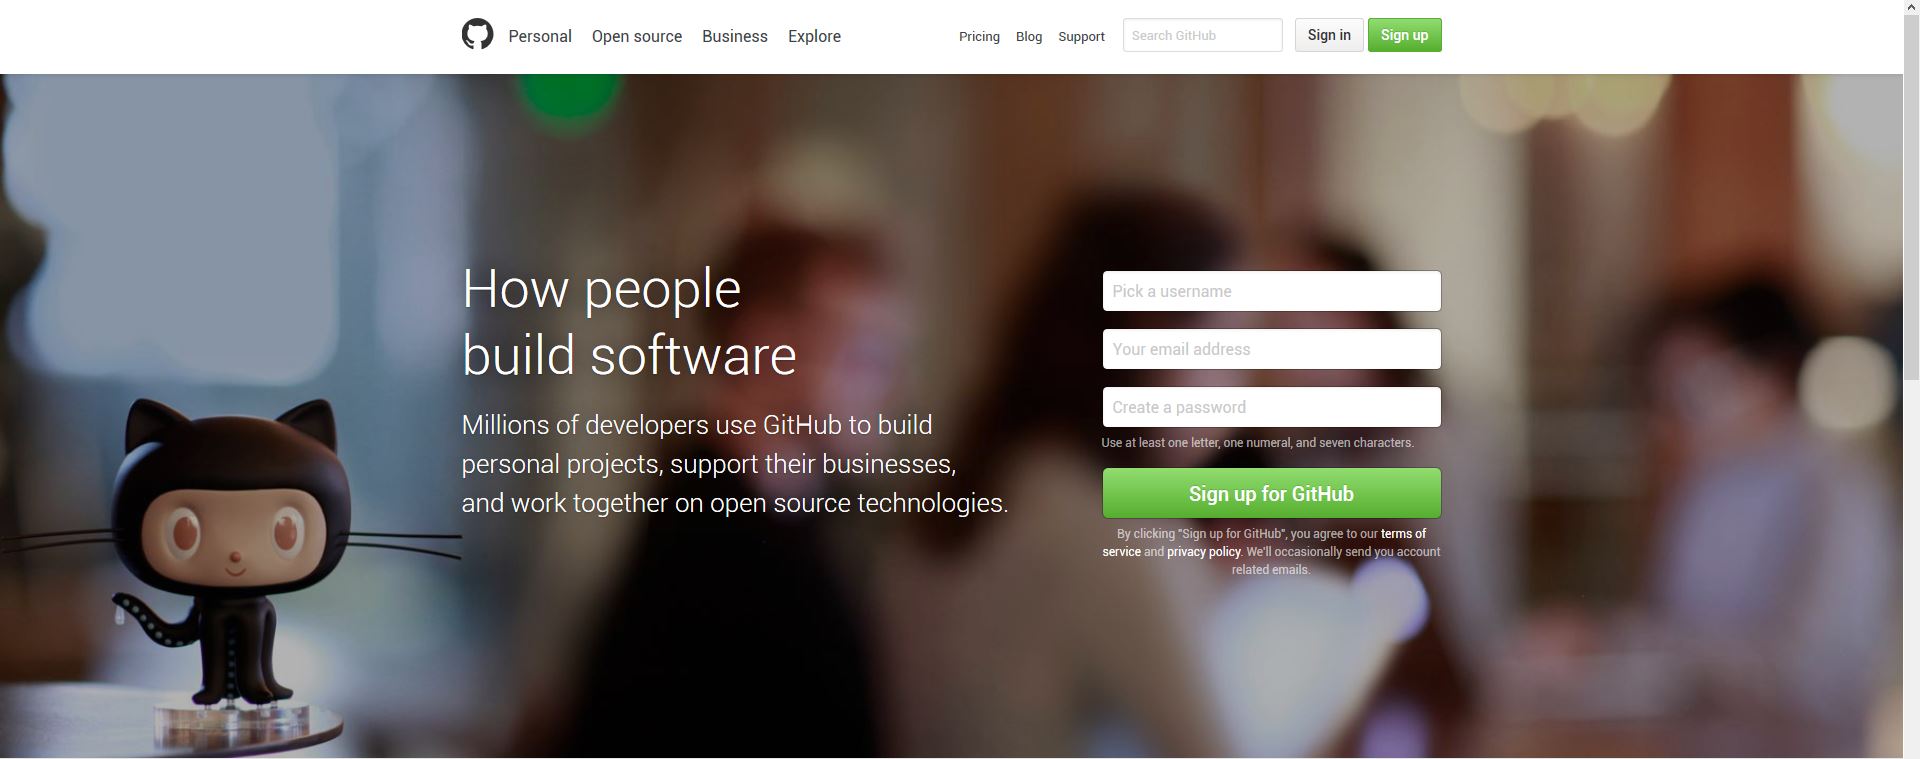 Personal Open source Business Explore Pricing Blog Support Search GitHub Sign in Sign up
How people
build software
Millions of developers use GitHub to build
personal projects, support their businesses,
and work together on open source technologies.
Pick a username
Your email address
Create a password
Use at least one letter, one numeral, and seven characters.
Sign up for GitHub
By clicking "Sign up for GitHub", you agree to our terms of
service and privacy policy. We'll occasionally send you account
related emails.